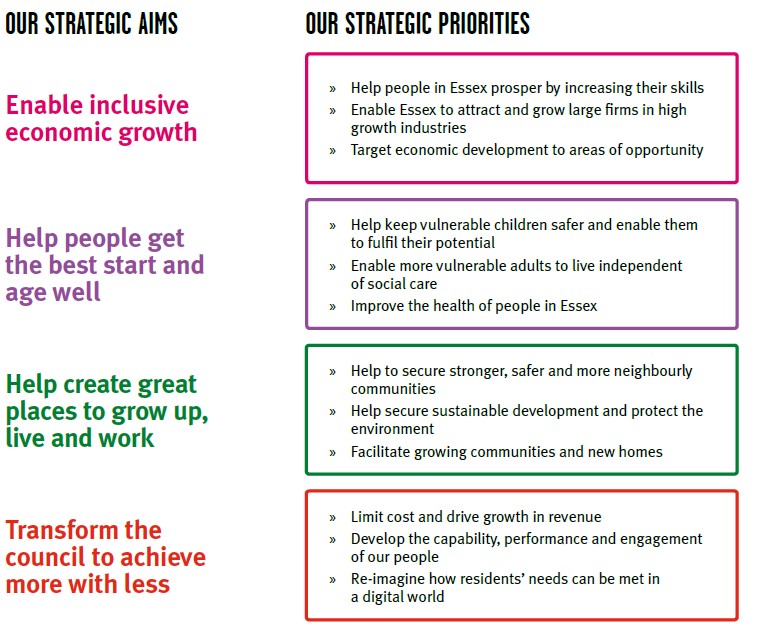 OUR STRATEGIC AIMS
OUR STRATEGIC PRIORITIES
Enable inclusive
economic growth
» Help people in Essex prosper by increasing their skills
» Enable Essex to attract and grow large firms in high
growth industries
» Target economic development to areas of opportunity
Help people get
the best start and
age well
» Help keep vulnerable children safer and enable them
to fulfil their potential
» Enable more vulnerable adults to live independent
of social care
» Improve the health of people in Essex
Help create great
places to grow up,
live and work
» Help to secure stronger, safer and more neighbourly
communities
» Help secure sustainable development and protect the
environment
» Facilitate growing communities and new homes
Transform the
council to achieve
more with less
» Limit cost and drive growth in revenue
» Develop the capability, performance and engagement
of our people
» Re-imagine how residents’ needs can be met in
a digital world